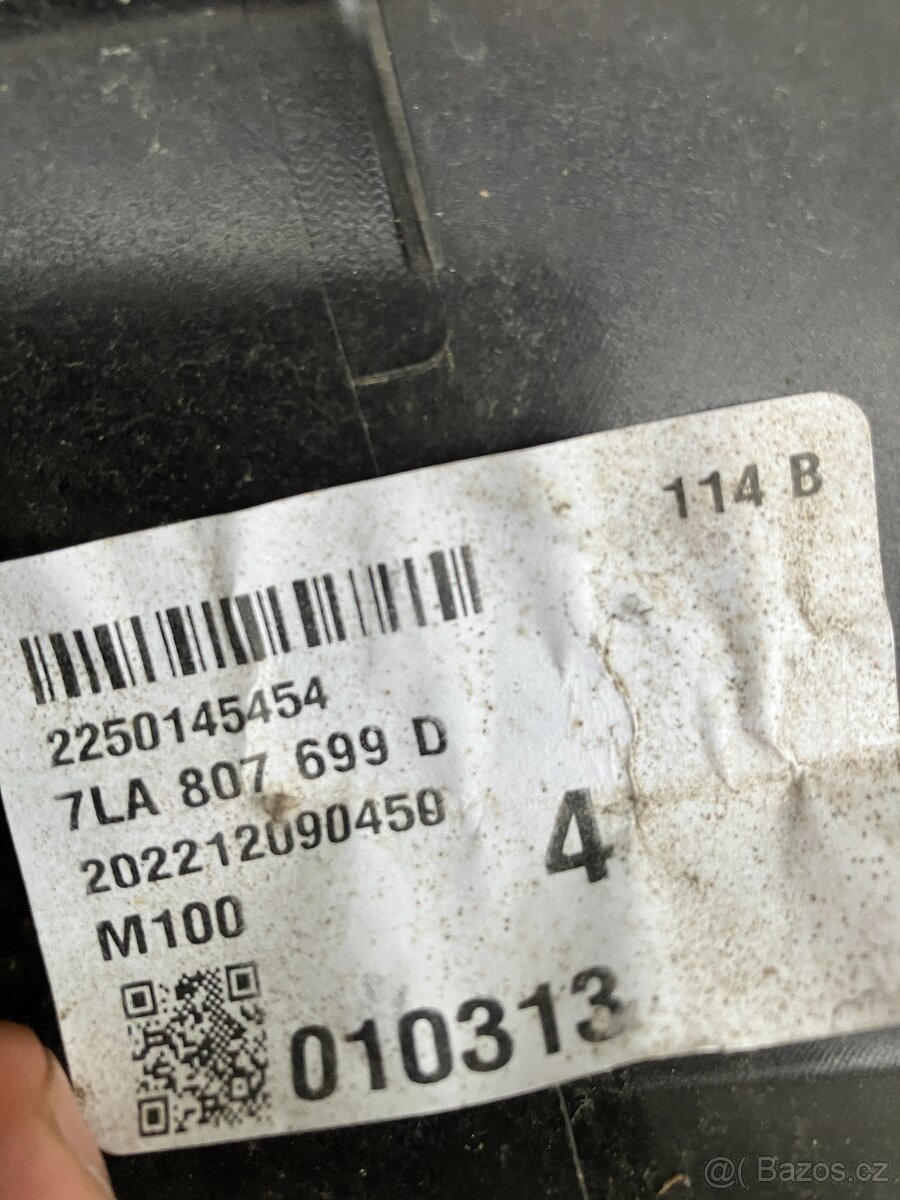 114 B
2250145454
7LA 807 699 D
202212090450
4
M100
010313
@( Bazos.cz